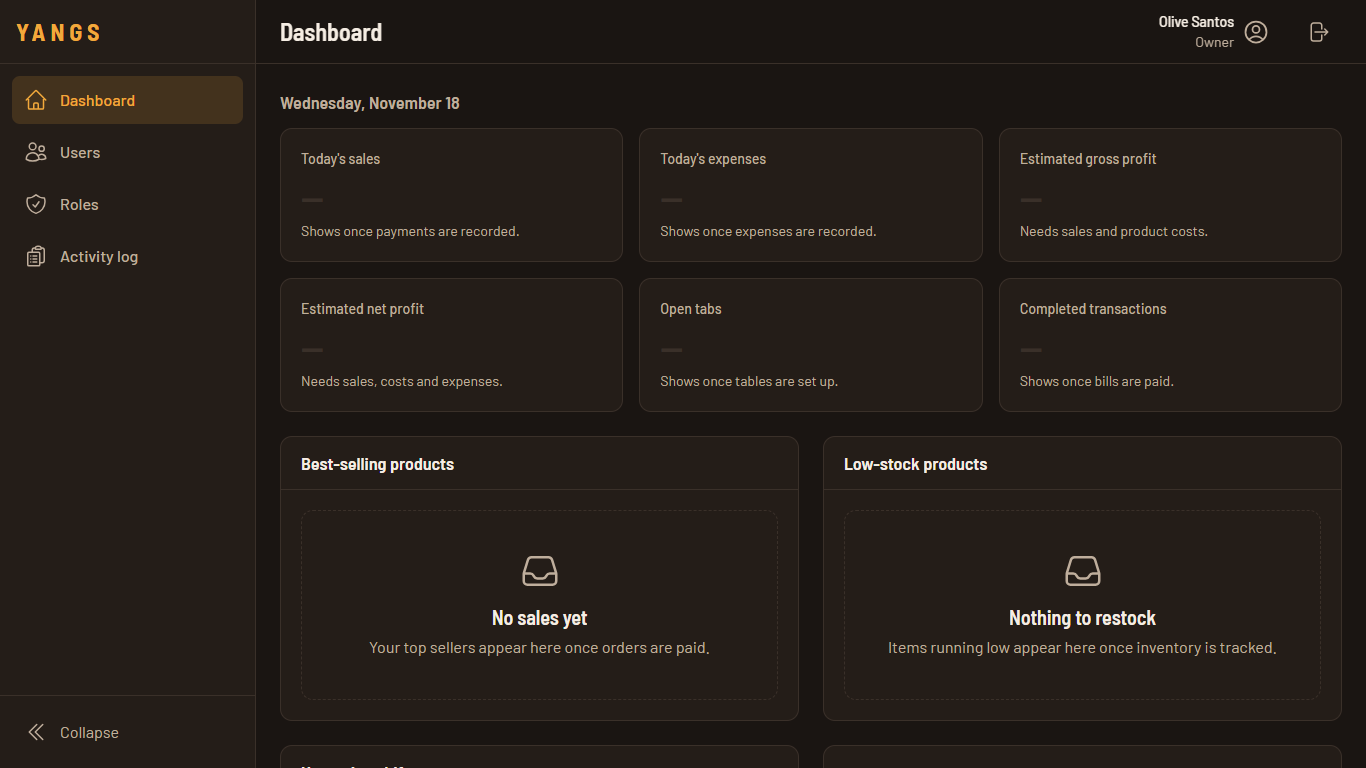 YANGS
Dashboard
Olive Santos
Owner
Dashboard
Users
Roles
Activity log
Collapse
Wednesday, November 18
Today's sales
—
Shows once payments are recorded.
Today's expenses
—
Shows once expenses are recorded.
Estimated gross profit
—
Needs sales and product costs.
Estimated net profit
—
Needs sales, costs and expenses.
Open tabs
—
Shows once tables are set up.
Completed transactions
—
Shows once bills are paid.
Best-selling products
No sales yet
Your top sellers appear here once orders are paid.
Low-stock products
Nothing to restock
Items running low appear here once inventory is tracked.